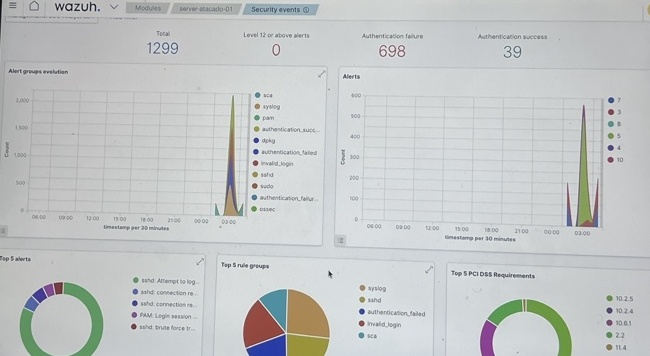 wazuh.
Modules
server-atacado-01
Security events
Total
1299
Level 12 or above alerts
0
Authentication failure
698
Authentication success
39
Alert groups evolution
Count
2,000
1,500
1,000
500
0
06:00 09:00 12:00 15:00 18:00 21:00 00:00 03:00
timestamp per 30 minutes
sca
syslog
pam
authentication_succ...
dpkg
authentication_failed
invalid_login
sshd
sudo
authentication_failur...
ossec
Alerts
Count
600
500
400
300
200
100
0
06:00 09:00 12:00 15:00 18:00 21:00 00:00 03:00
timestamp per 30 minutes
7
3
8
5
4
10
Top 5 alerts
sshd: Attempt to log...
sshd: connection re...
sshd: connection re...
PAM: Login session ...
sshd: brute force tr...
Top 5 rule groups
syslog
sshd
authentication_failed
invalid_login
sca
Top 5 PCI DSS Requirements
10.2.5
10.2.4
10.6.1
2.2
11.4